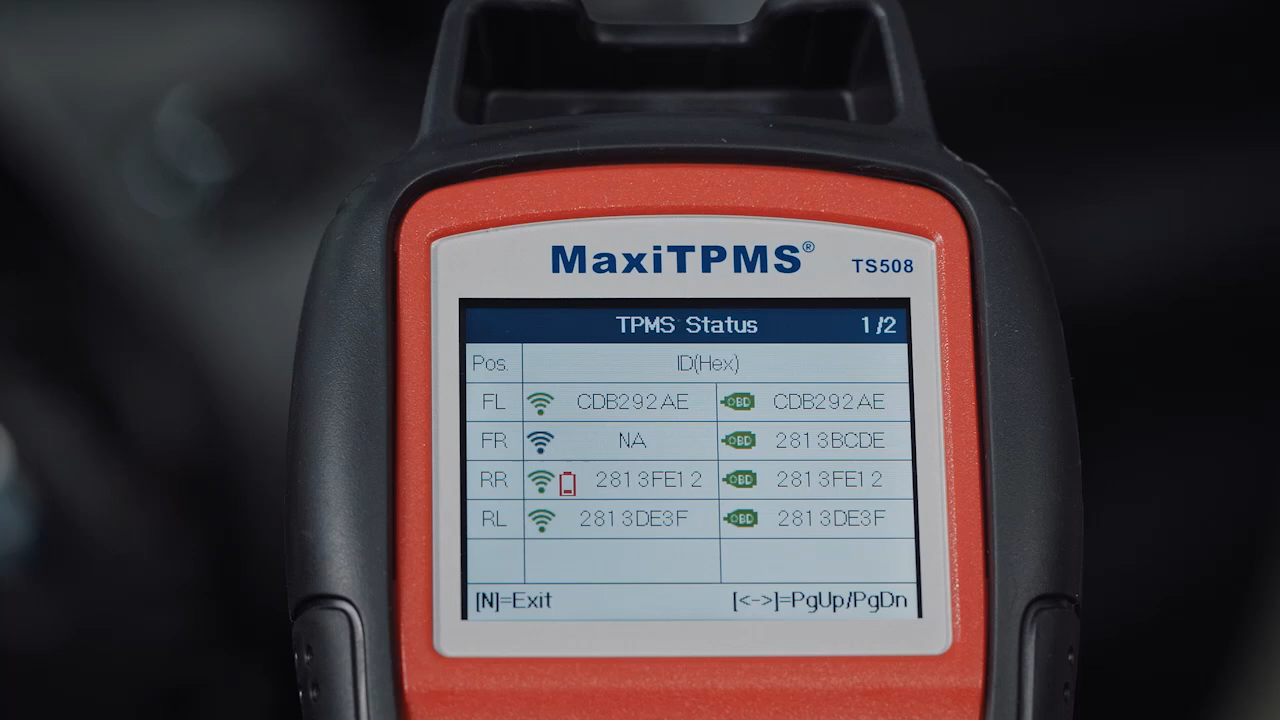 MaxiTPMS®
TS508
TPMS Status 1/2
Pos. ID(Hex)
FL CDB292AE OBD CDB292AE
FR NA OBD 2813BCDE
RR 2813FE12 OBD 2813FE12
RL 2813DE3F OBD 2813DE3F
[N]=Exit [<->]=PgUp/PgDn